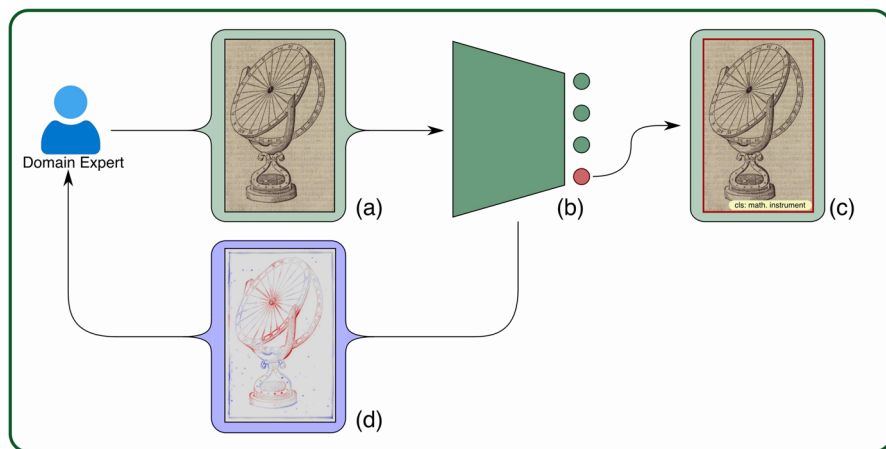 Domain Expert
(a)
(b)
(c)
cls: math. instrument
(d)